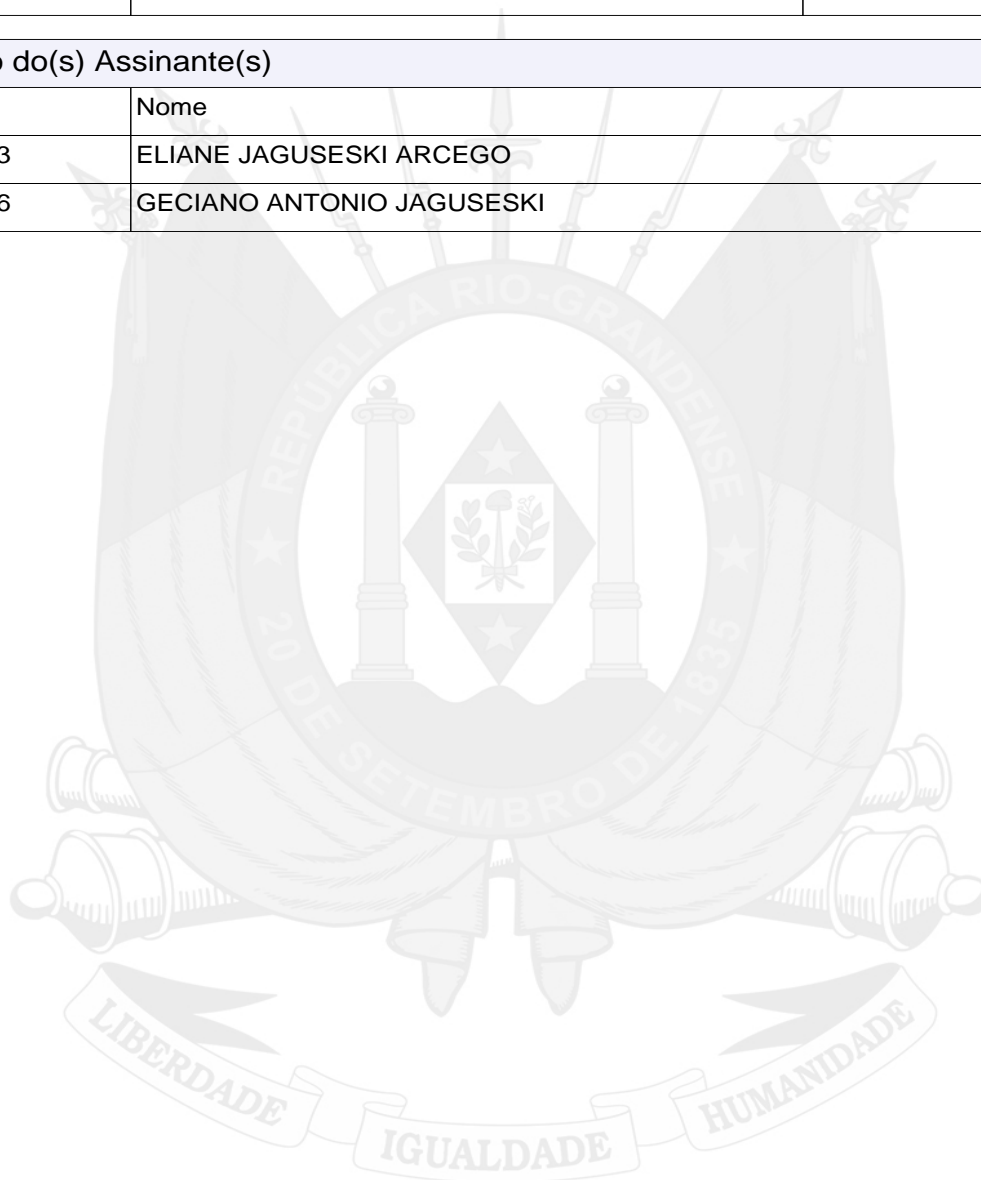 o do(s) Assinante(s)
Nome
3 ELIANE JAGUSESKI ARCEGO
6 GECIANO ANTONIO JAGUSESKI
REPÚBLICA RIO-GRANDENSE
★ 20 DE SETEMBRO DE 1835 ★
LIBERDADE
IGUALDADE
HUMANIDADE